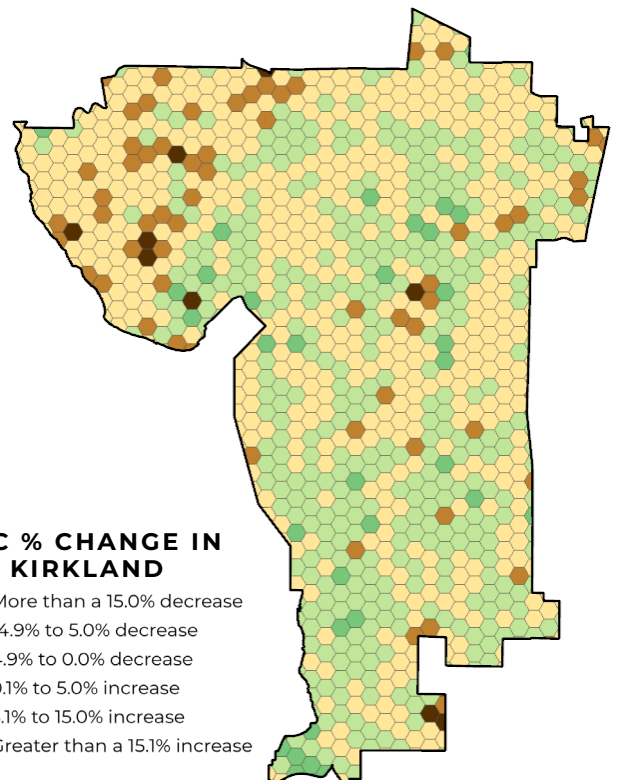 C % CHANGE IN
KIRKLAND
More than a 15.0% decrease
4.9% to 5.0% decrease
.9% to 0.0% decrease
.1% to 5.0% increase
.1% to 15.0% increase
Greater than a 15.1% increase